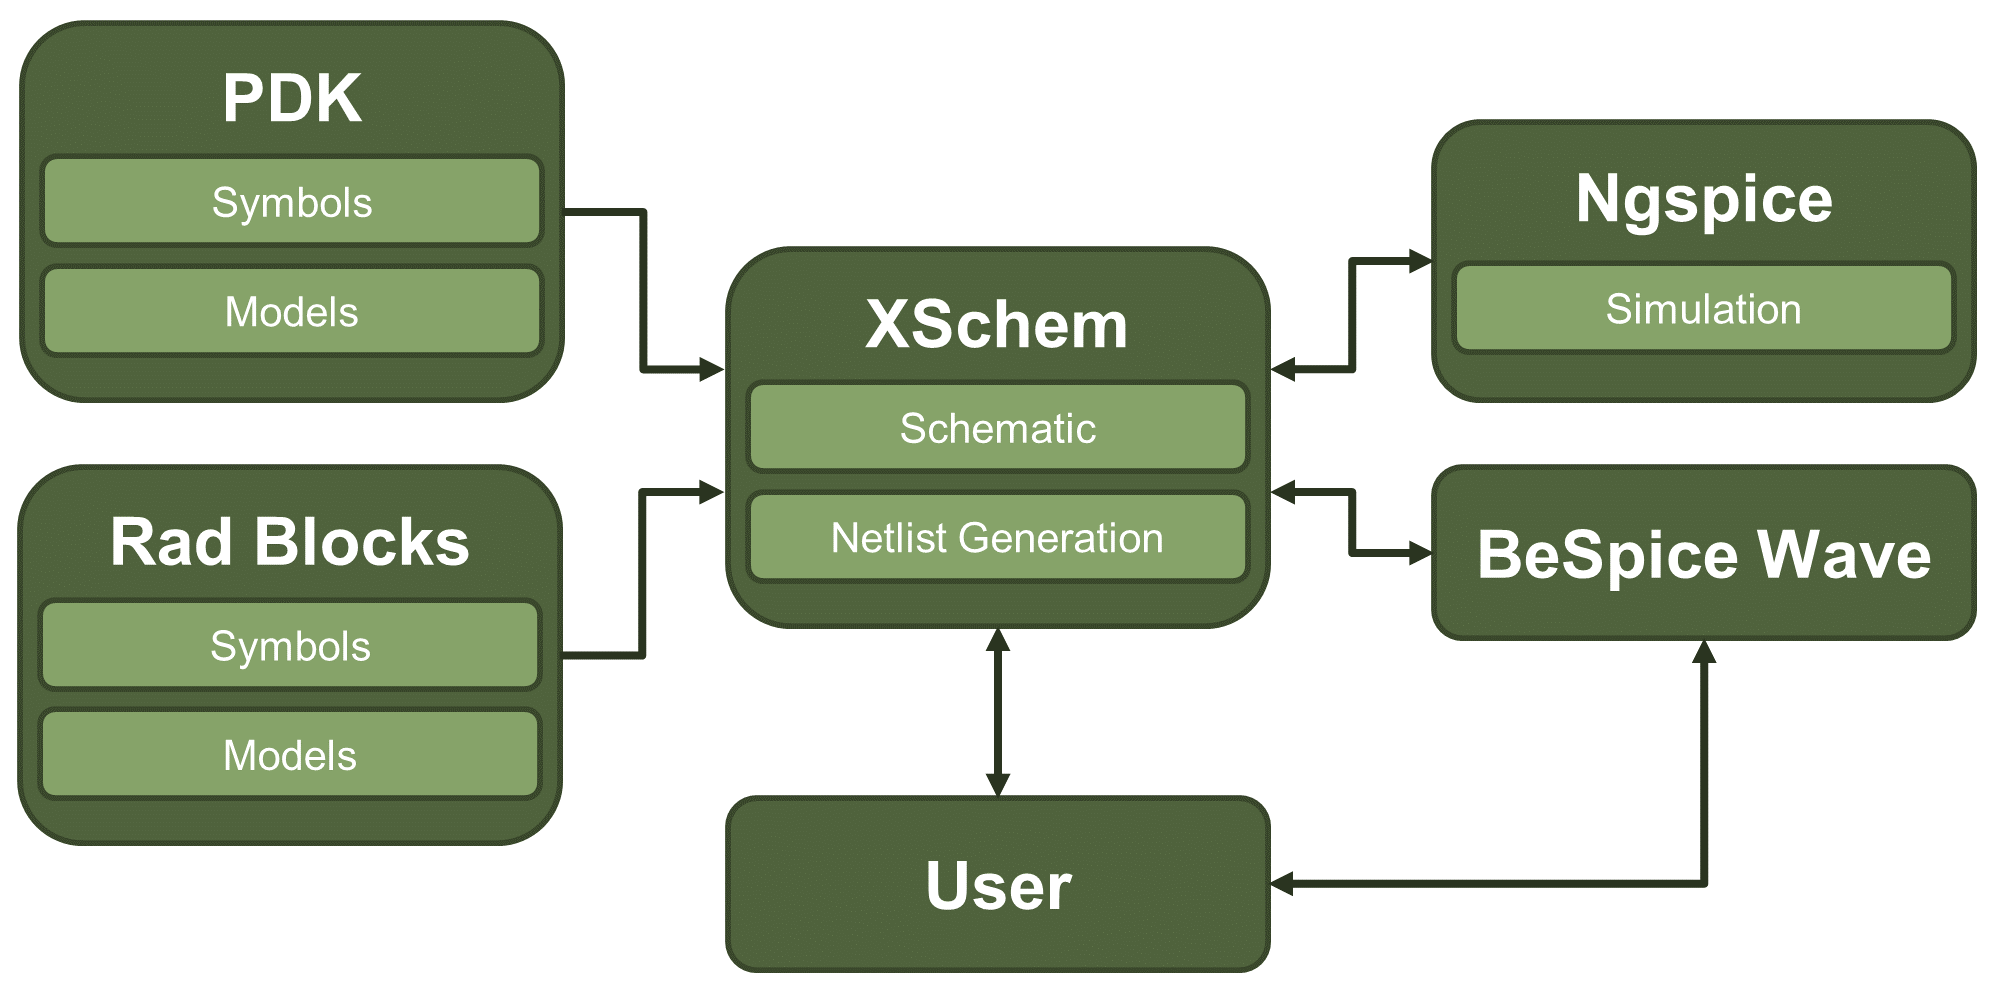 PDK
Symbols
Models
Rad Blocks
Symbols
Models
XSchem
Schematic
Netlist Generation
User
Ngspice
Simulation
BeSpice Wave